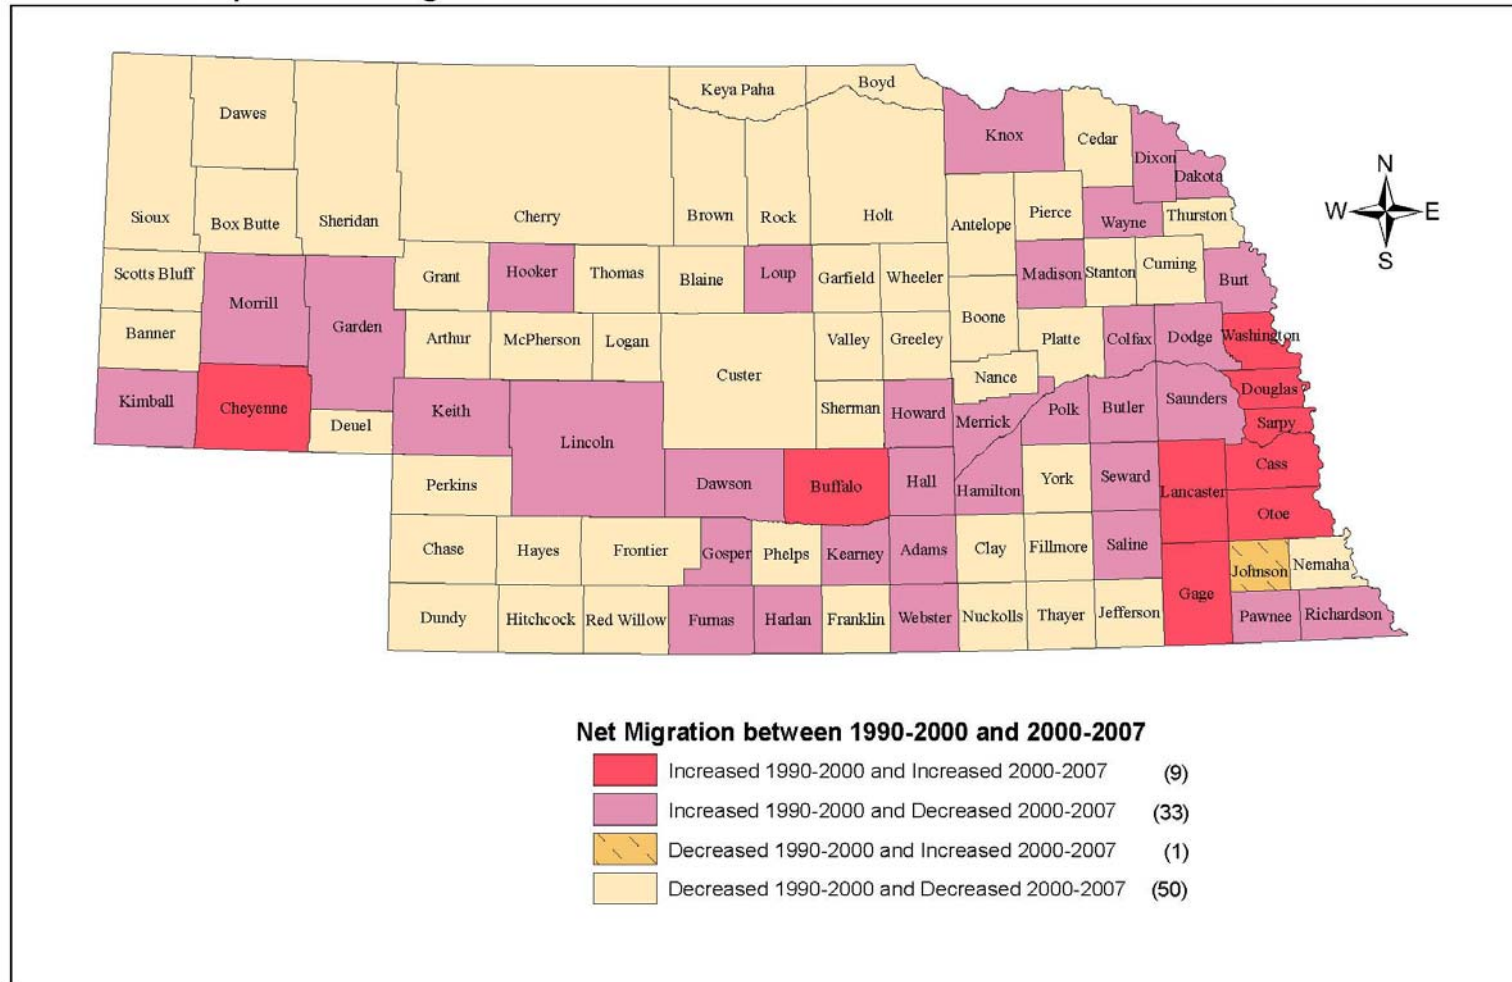 N
W E
S
Keya Paha
Boyd
Dawes
Knox
Cedar
Dixon
Dakota
Sioux
Box Butte
Sheridan
Cherry
Brown
Rock
Holt
Antelope
Pierce
Wayne
Thurston
Scotts Bluff
Morrill
Garden
Grant
Hooker
Thomas
Blaine
Loup
Garfield
Wheeler
Madison
Stanton
Cuming
Burt
Banner
Arthur
McPherson
Logan
Custer
Valley
Greeley
Boone
Platte
Colfax
Dodge
Washington
Kimball
Cheyenne
Deuel
Keith
Lincoln
Sherman
Howard
Nance
Merrick
Polk
Butler
Saunders
Douglas
Sarpy
Perkins
Dawson
Buffalo
Hall
Hamilton
York
Seward
Lancaster
Cass
Otoe
Chase
Hayes
Frontier
Gosper
Phelps
Kearney
Adams
Clay
Fillmore
Saline
Gage
Johnson
Nemaha
Dundy
Hitchcock
Red Willow
Furnas
Harlan
Franklin
Webster
Nuckolls
Thayer
Jefferson
Pawnee
Richardson
Net Migration between 1990-2000 and 2000-2007
Increased 1990-2000 and Increased 2000-2007 (9)
Increased 1990-2000 and Decreased 2000-2007 (33)
Decreased 1990-2000 and Increased 2000-2007 (1)
Decreased 1990-2000 and Decreased 2000-2007 (50)